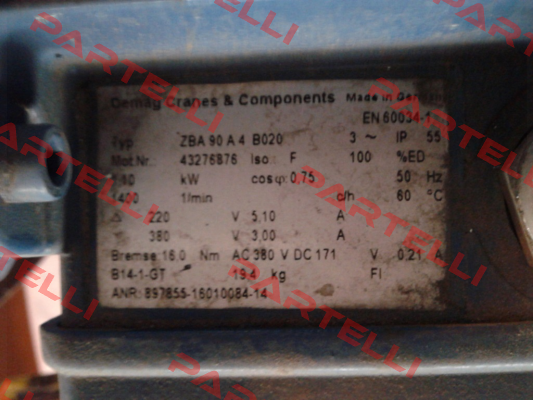 Demag Cranes & Components Made in German
EN 60034-1
Typ ZBA 90 A 4 B020 3 ~ IP 55
Mot.Nr. 43276876 Iso F 100 %ED
kW cosφ: 0,75 50 Hz
1400 1/min c/h 60 °C
△ 220 V 5,10 A
380 V 3,00 A
Bremse 16.0 Nm AC 380 V DC 171 V 0.21 A
B14-1-GT 19.4 kg FI
ANR: 897855-16010084-14
PARTELLI
PARTELLI
PARTELLI
PARTELLI
PARTELLI
PARTELLI